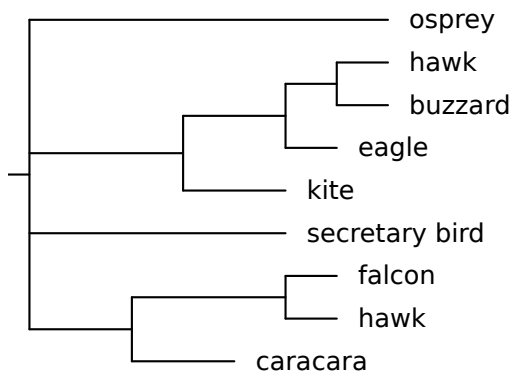 osprey
hawk
buzzard
eagle
kite
secretary bird
falcon
hawk
caracara